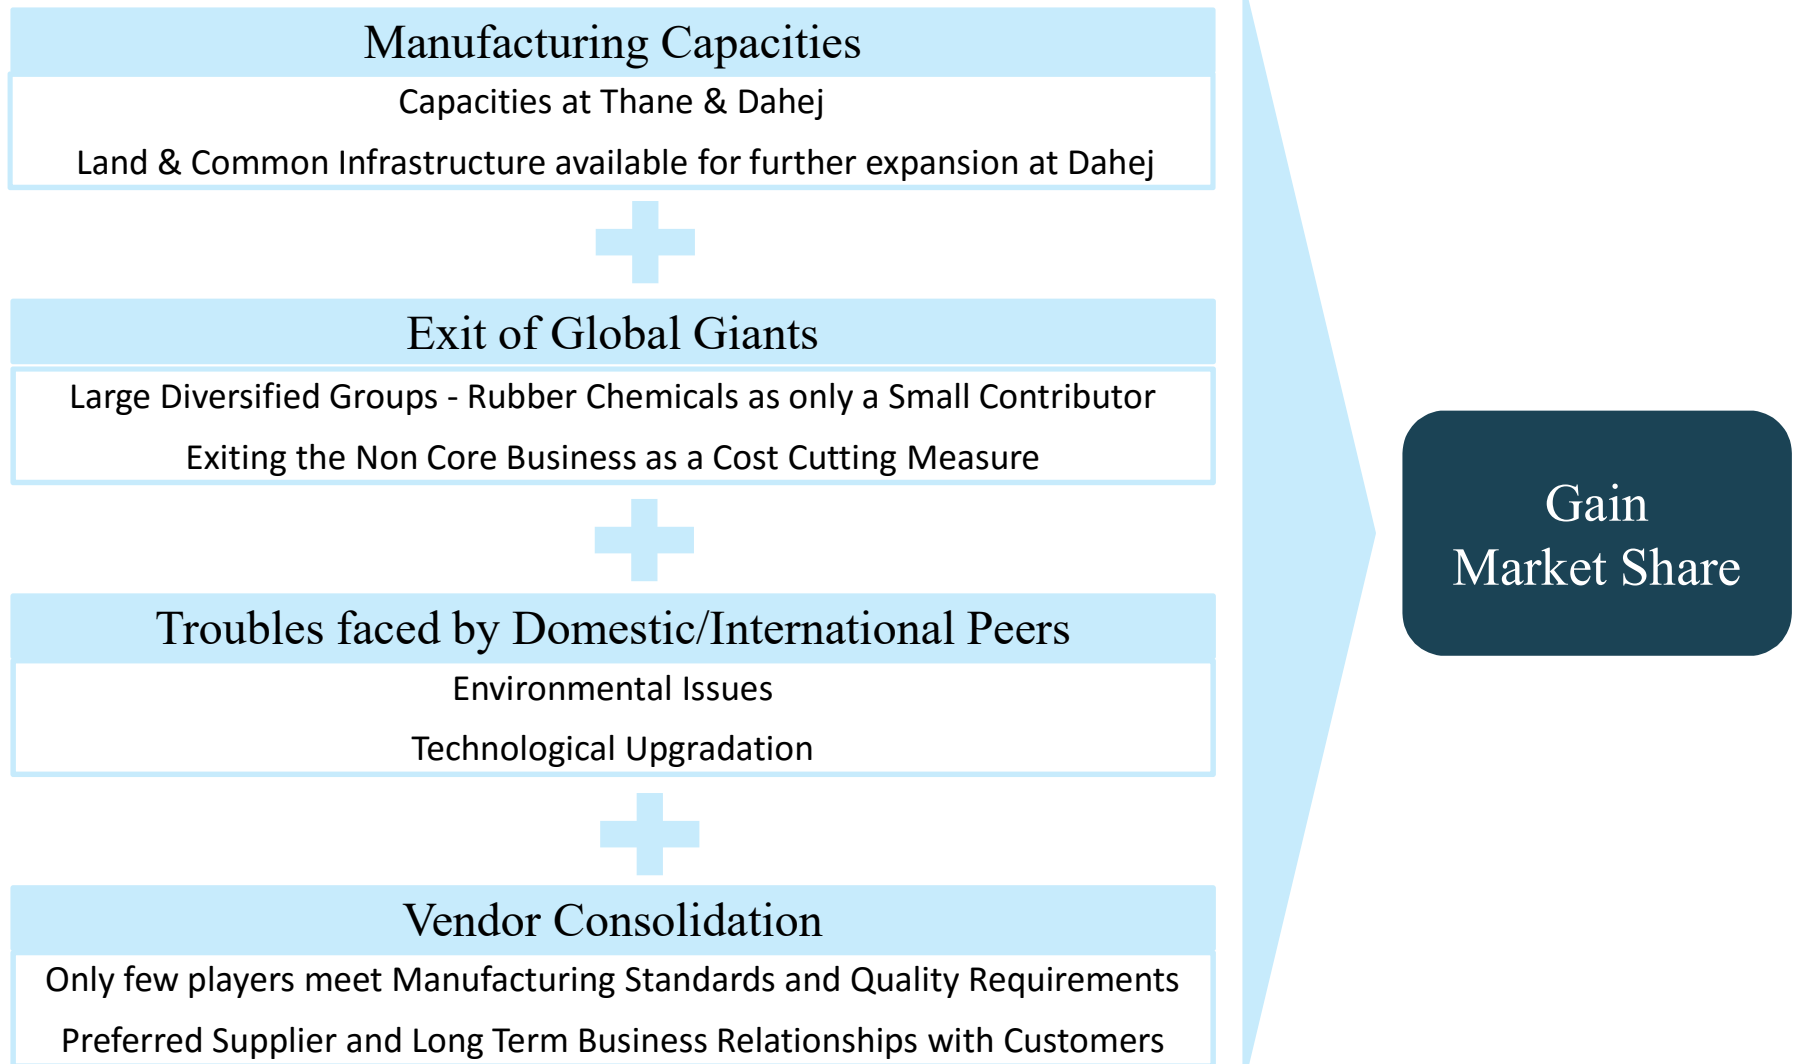 Manufacturing Capacities
Capacities at Thane & Dahej
Land & Common Infrastructure available for further expansion at Dahej
Exit of Global Giants
Large Diversified Groups - Rubber Chemicals as only a Small Contributor
Exiting the Non Core Business as a Cost Cutting Measure
Troubles faced by Domestic/International Peers
Environmental Issues
Technological Upgradation
Vendor Consolidation
Only few players meet Manufacturing Standards and Quality Requirements
Preferred Supplier and Long Term Business Relationships with Customers
Gain
Market Share